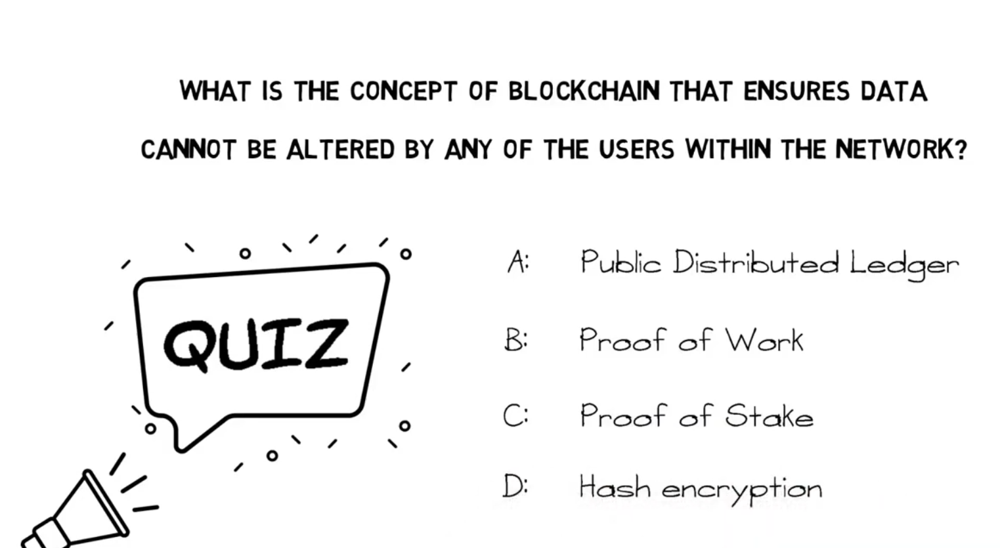 WHAT IS THE CONCEPT OF BLOCKCHAIN THAT ENSURES DATA
CANNOT BE ALTERED BY ANY OF THE USERS WITHIN THE NETWORK?
QUIZ
A: Public Distributed Ledger
B: Proof of Work
C: Proof of Stake
D: Hash encryption